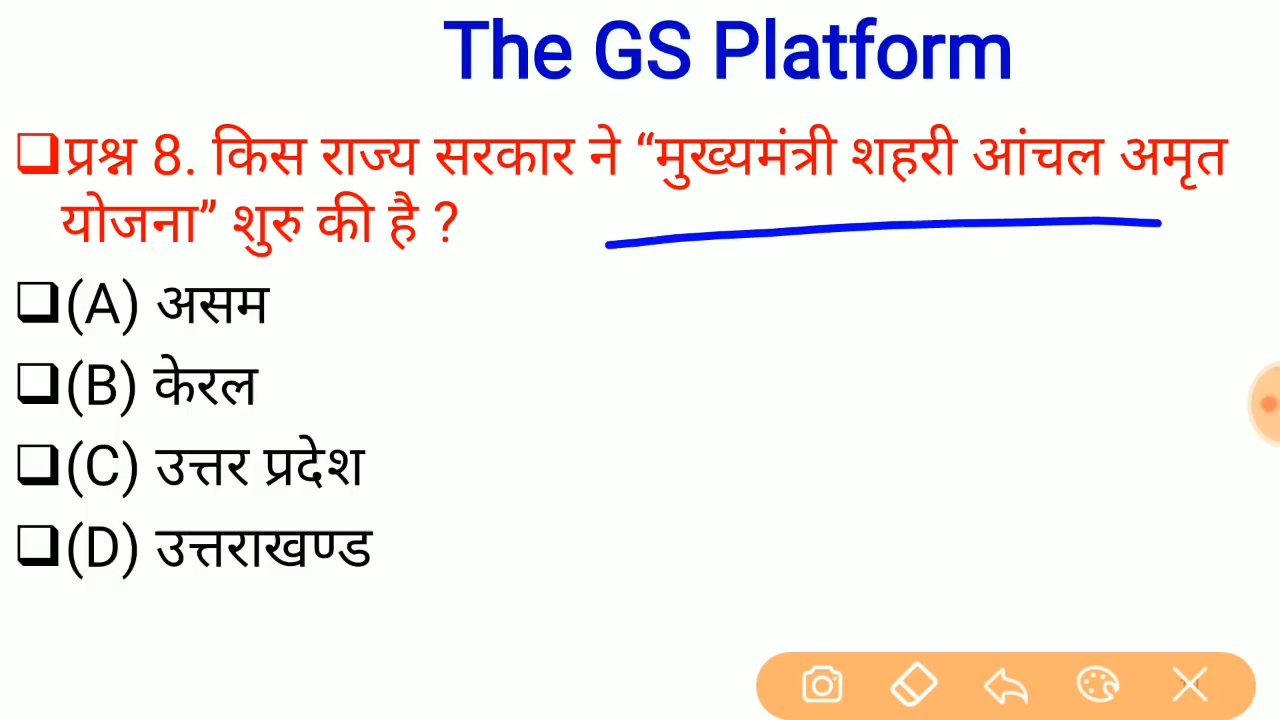 The GS Platform
प्रश्न 8. किस राज्य सरकार ने “मुख्यमंत्री शहरी आंचल अमृत
योजना” शुरु की है ?
(A) असम
(B) केरल
(C) उत्तर प्रदेश
(D) उत्तराखण्ड